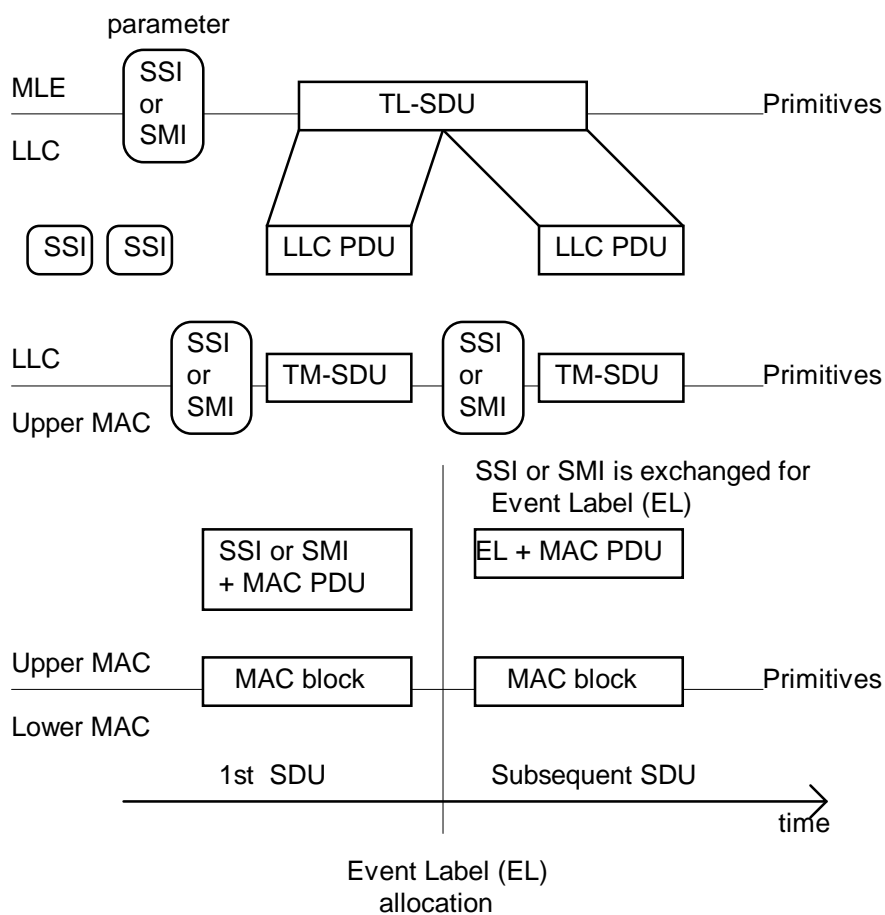 parameter
MLE
SSI
or
SMI
TL-SDU
Primitives
LLC
SSI
SSI
LLC PDU
LLC PDU
LLC
SSI
or
SMI
TM-SDU
SSI
or
SMI
TM-SDU
Primitives
Upper MAC
SSI or SMI is exchanged for
Event Label (EL)
SSI or SMI
+ MAC PDU
EL + MAC PDU
Upper MAC
MAC block
MAC block
Primitives
Lower MAC
1st SDU
Subsequent SDU
time
Event Label (EL)
allocation